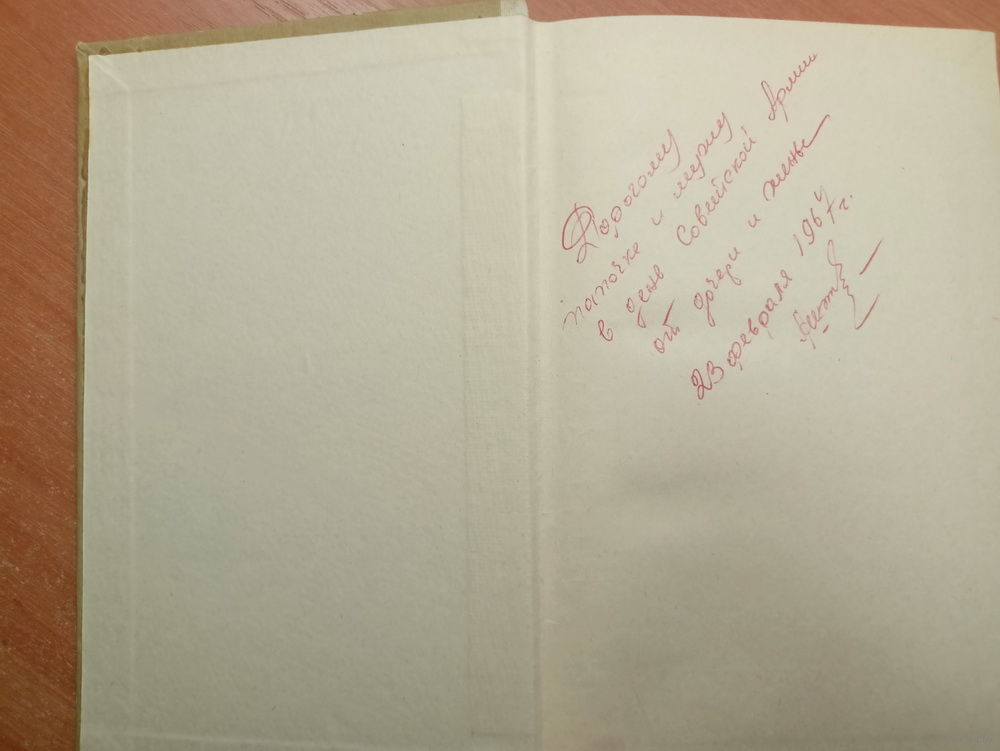 Дорогому
папочке и мужу
в день Советской Армии
от дочери и жены
23 февраля 1967 г.